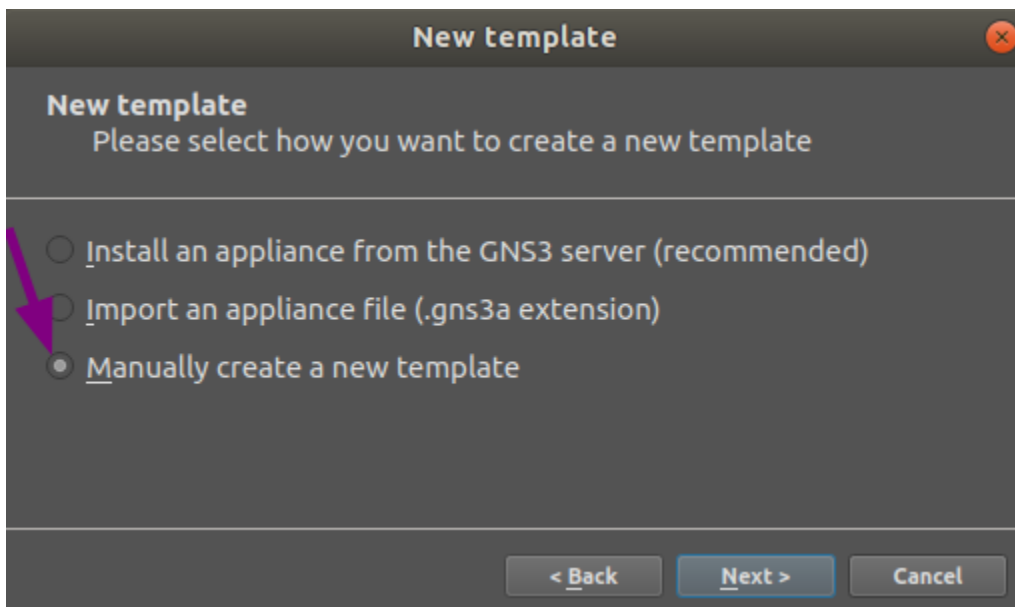 New template
New template
Please select how you want to create a new template
Install an appliance from the GNS3 server (recommended)
Import an appliance file (.gns3a extension)
Manually create a new template
< Back
Next >
Cancel